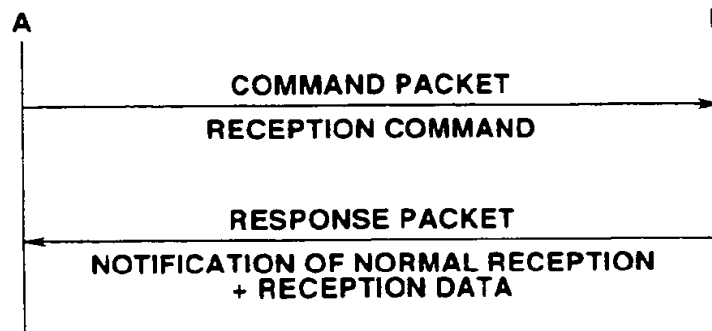 A
COMMAND PACKET
RECEPTION COMMAND
RESPONSE PACKET
NOTIFICATION OF NORMAL RECEPTION
+ RECEPTION DATA